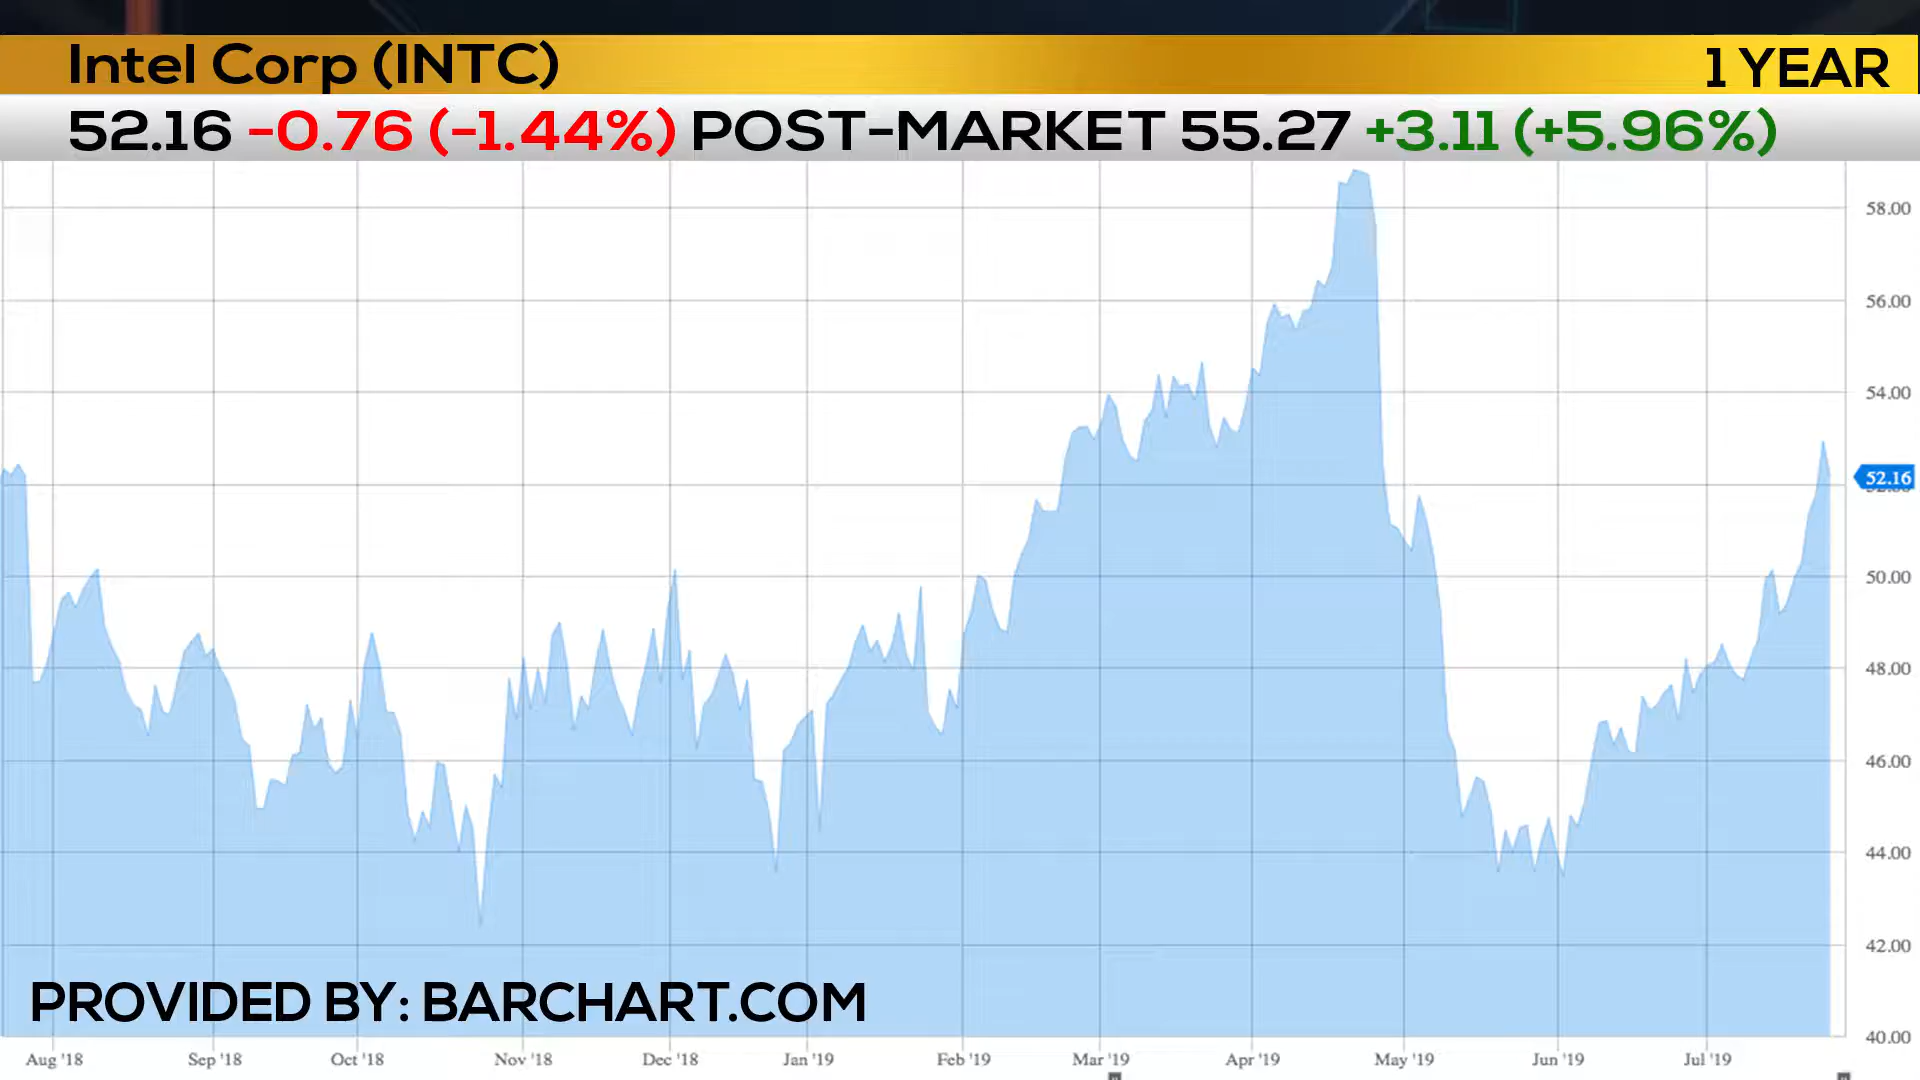 Intel Corp (INTC) 1 YEAR
52.16 -0.76 (-1.44%) POST-MARKET 55.27 +3.11 (+5.96%)
58.00
56.00
54.00
52.16
50.00
48.00
46.00
44.00
42.00
PROVIDED BY: BARCHART.COM
40.00
Aug '18 Sep '18 Oct '18 Nov '18 Dec '18 Jan '19 Feb '19 Mar '19 Apr '19 May '19 Jun '19 Jul '19